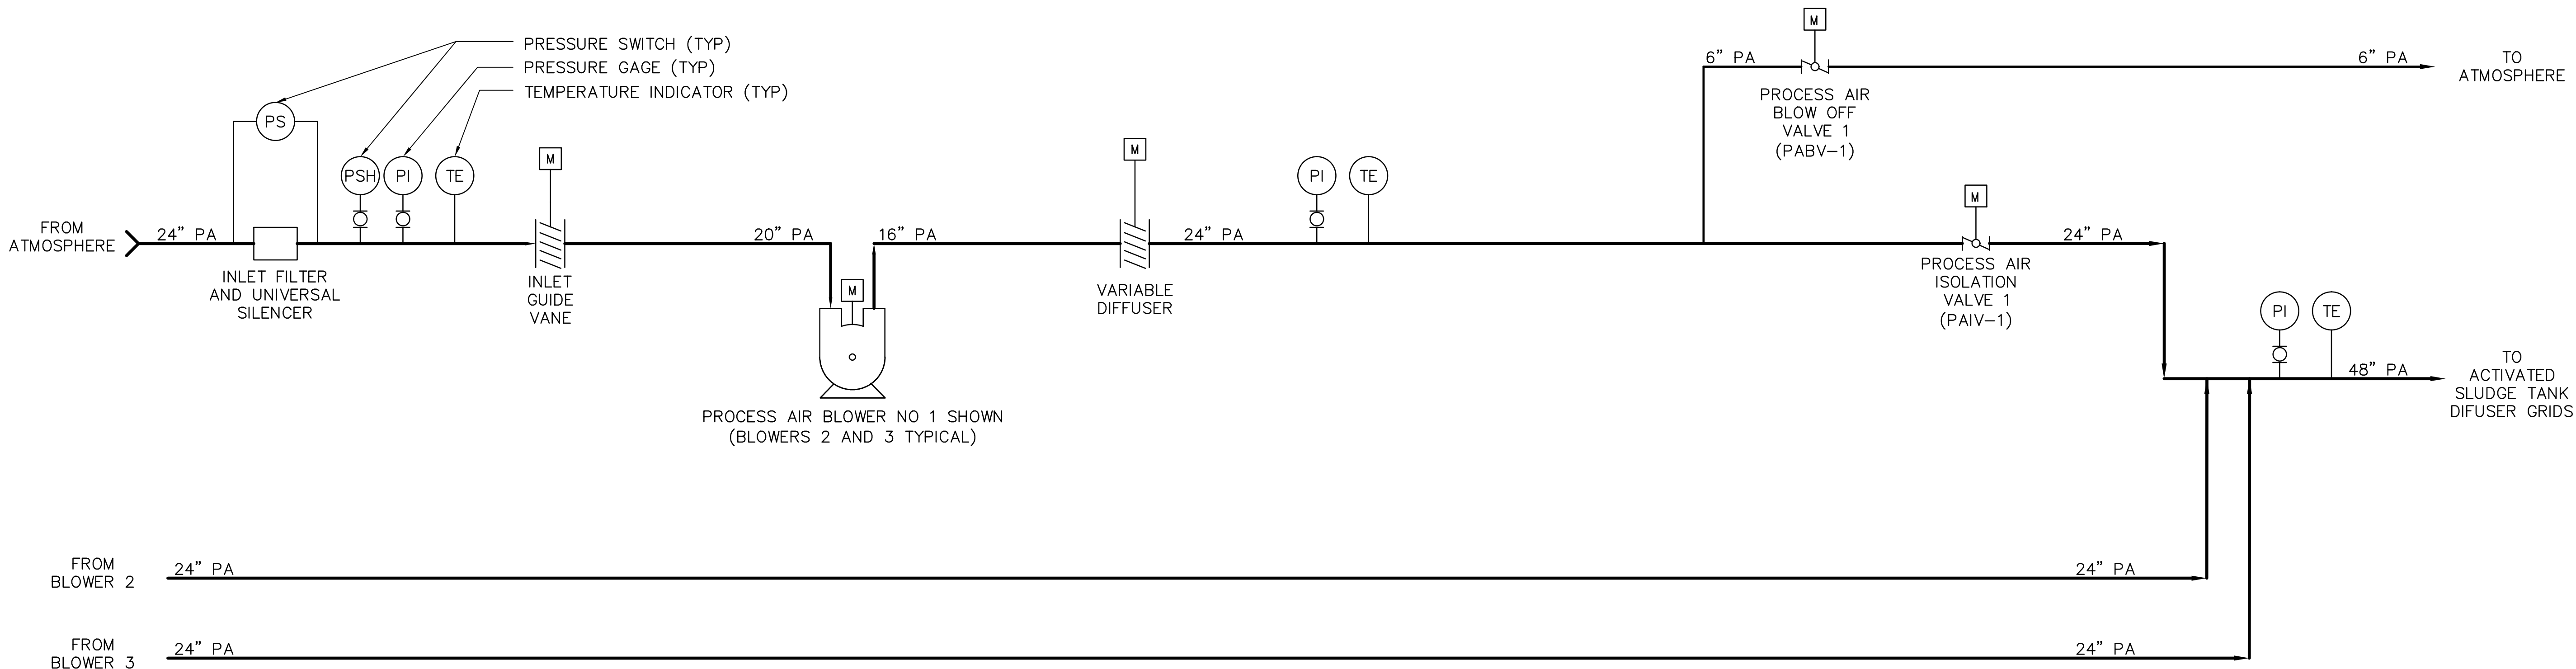 PRESSURE SWITCH (TYP)
PRESSURE GAGE (TYP)
TEMPERATURE INDICATOR (TYP)
PS
PSH
PI
TE
M
FROM
ATMOSPHERE
24" PA
INLET FILTER
AND UNIVERSAL
SILENCER
INLET
GUIDE
VANE
20" PA
M
16" PA
PROCESS AIR BLOWER NO 1 SHOWN
(BLOWERS 2 AND 3 TYPICAL)
M
VARIABLE
DIFFUSER
24" PA
PI
TE
6" PA
M
PROCESS AIR
BLOW OFF
VALVE 1
(PABV-1)
6" PA
TO
ATMOSPHERE
M
PROCESS AIR
ISOLATION
VALVE 1
(PAIV-1)
24" PA
PI
TE
48" PA
TO
ACTIVATED
SLUDGE TANK
DIFUSER GRIDS
FROM
BLOWER 2
24" PA
24" PA
FROM
BLOWER 3
24" PA
24" PA